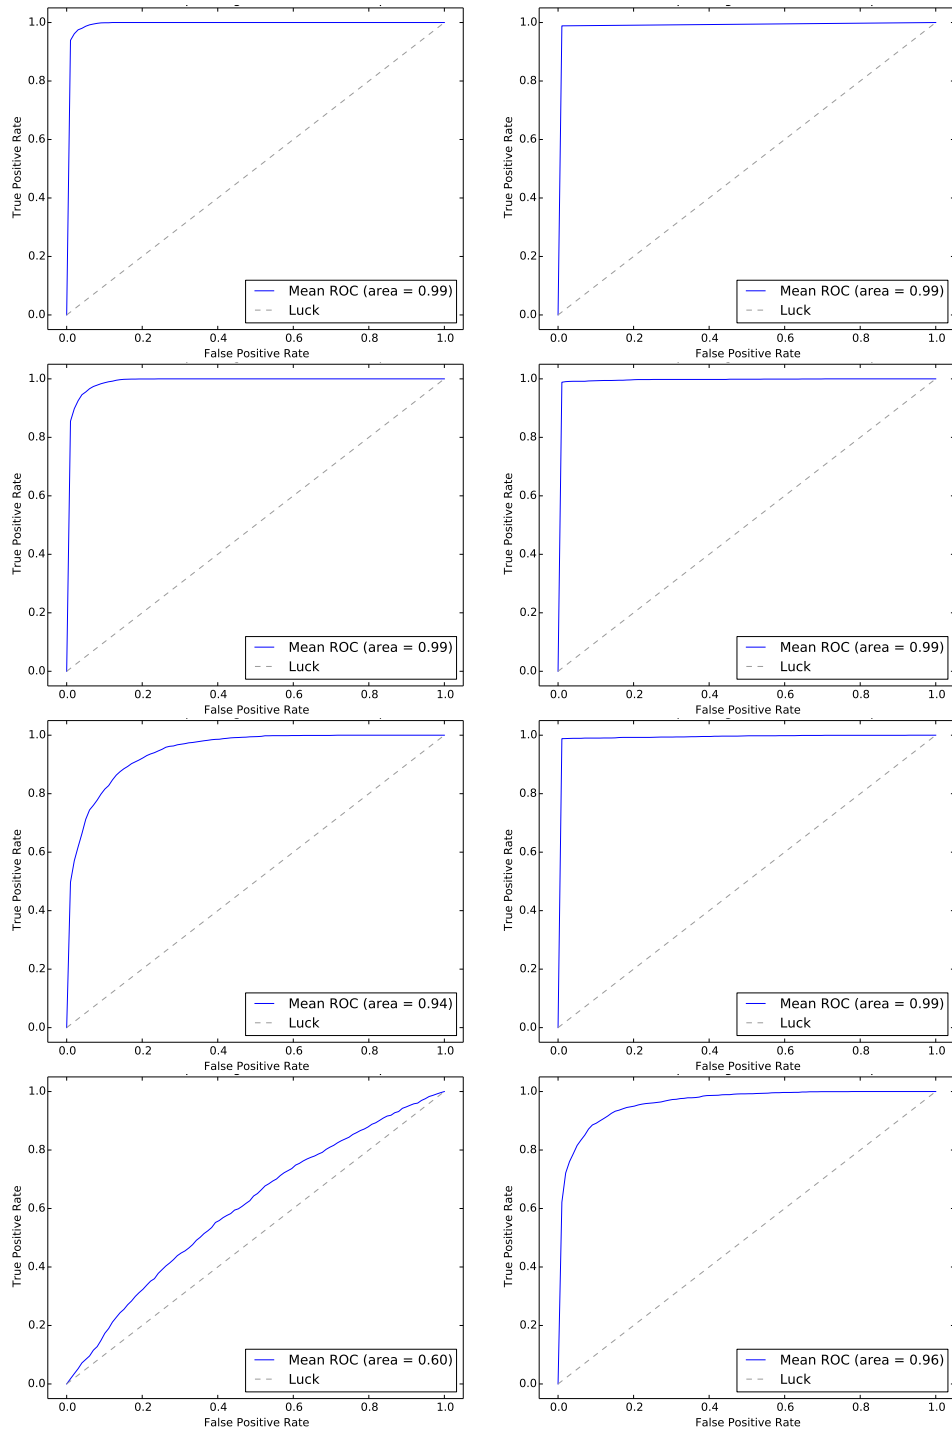 1.0
0.8
0.6
0.4
0.2
0.0
True Positive Rate
0.0 0.2 0.4 0.6 0.8 1.0
False Positive Rate
Mean ROC (area = 0.99)
Luck
1.0
0.8
0.6
0.4
0.2
0.0
True Positive Rate
0.0 0.2 0.4 0.6 0.8 1.0
False Positive Rate
Mean ROC (area = 0.99)
Luck
1.0
0.8
0.6
0.4
0.2
0.0
True Positive Rate
0.0 0.2 0.4 0.6 0.8 1.0
False Positive Rate
Mean ROC (area = 0.99)
Luck
1.0
0.8
0.6
0.4
0.2
0.0
True Positive Rate
0.0 0.2 0.4 0.6 0.8 1.0
False Positive Rate
Mean ROC (area = 0.99)
Luck
1.0
0.8
0.6
0.4
0.2
0.0
True Positive Rate
0.0 0.2 0.4 0.6 0.8 1.0
False Positive Rate
Mean ROC (area = 0.94)
Luck
1.0
0.8
0.6
0.4
0.2
0.0
True Positive Rate
0.0 0.2 0.4 0.6 0.8 1.0
False Positive Rate
Mean ROC (area = 0.99)
Luck
1.0
0.8
0.6
0.4
0.2
0.0
True Positive Rate
0.0 0.2 0.4 0.6 0.8 1.0
False Positive Rate
Mean ROC (area = 0.60)
Luck
1.0
0.8
0.6
0.4
0.2
0.0
True Positive Rate
0.0 0.2 0.4 0.6 0.8 1.0
False Positive Rate
Mean ROC (area = 0.96)
Luck